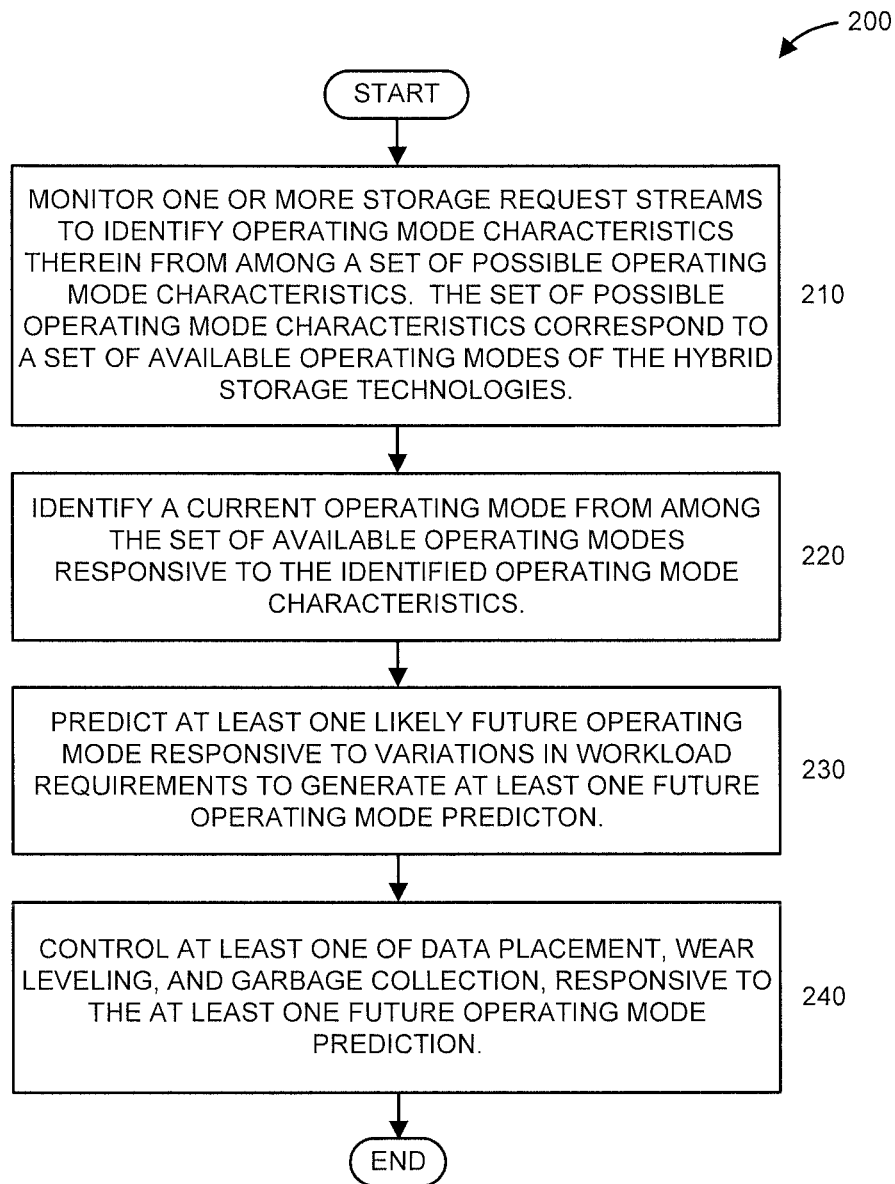 200
START
MONITOR ONE OR MORE STORAGE REQUEST STREAMS
TO IDENTIFY OPERATING MODE CHARACTERISTICS
THEREIN FROM AMONG A SET OF POSSIBLE OPERATING
MODE CHARACTERISTICS. THE SET OF POSSIBLE
OPERATING MODE CHARACTERISTICS CORRESPOND TO
A SET OF AVAILABLE OPERATING MODES OF THE HYBRID
STORAGE TECHNOLOGIES.
210
IDENTIFY A CURRENT OPERATING MODE FROM AMONG
THE SET OF AVAILABLE OPERATING MODES
RESPONSIVE TO THE IDENTIFIED OPERATING MODE
CHARACTERISTICS.
220
PREDICT AT LEAST ONE LIKELY FUTURE OPERATING
MODE RESPONSIVE TO VARIATIONS IN WORKLOAD
REQUIREMENTS TO GENERATE AT LEAST ONE FUTURE
OPERATING MODE PREDICTON.
230
CONTROL AT LEAST ONE OF DATA PLACEMENT, WEAR
LEVELING, AND GARBAGE COLLECTION, RESPONSIVE TO
THE AT LEAST ONE FUTURE OPERATING MODE
PREDICTION.
240
END